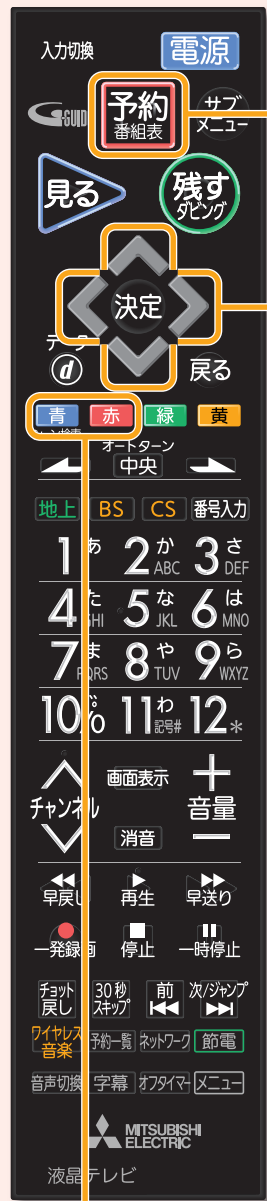 入力切換 電源
G-GUIDE 予約 サブ
番組表 メニュー
見る 残す
ダビング
決定
データ
d 戻る
青 赤 緑 黄
オートターン
中央
地上 BS CS 番号入力
1 あ 2 か ABC 3 さ DEF
4 た GHI 5 な JKL 6 は MNO
7 ま PQRS 8 や TUV 9 ら WXYZ
10 11 わ 記号# 12 *
画面表示 +
チャンネル 音量
消音 −
早戻し 再生 早送り
一発録画 停止 一時停止
チョット 30秒 前 次/ジャンプ
戻し スキップ
ワイヤレス
音楽 予約一覧 ネットワーク 節電
音声切換 字幕 オフタイマー メニュー
MITSUBISHI
ELECTRIC
液晶テレビ